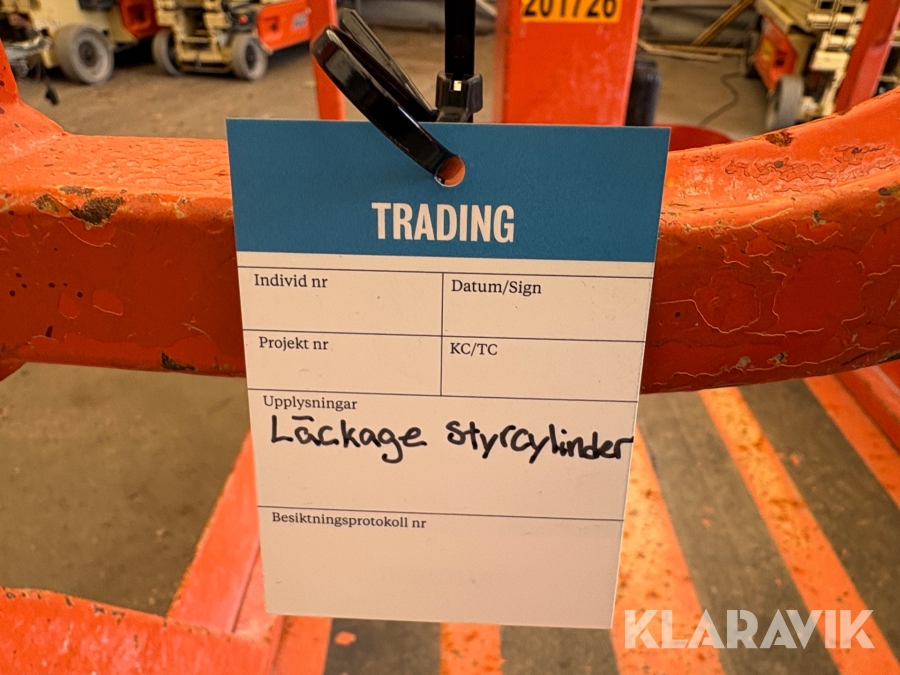 201726
TRADING
Individ nr
Datum/Sign
Projekt nr
KC/TC
Upplysningar
Läckage styrcylinder
Besiktningsprotokoll nr
KLARAVIK